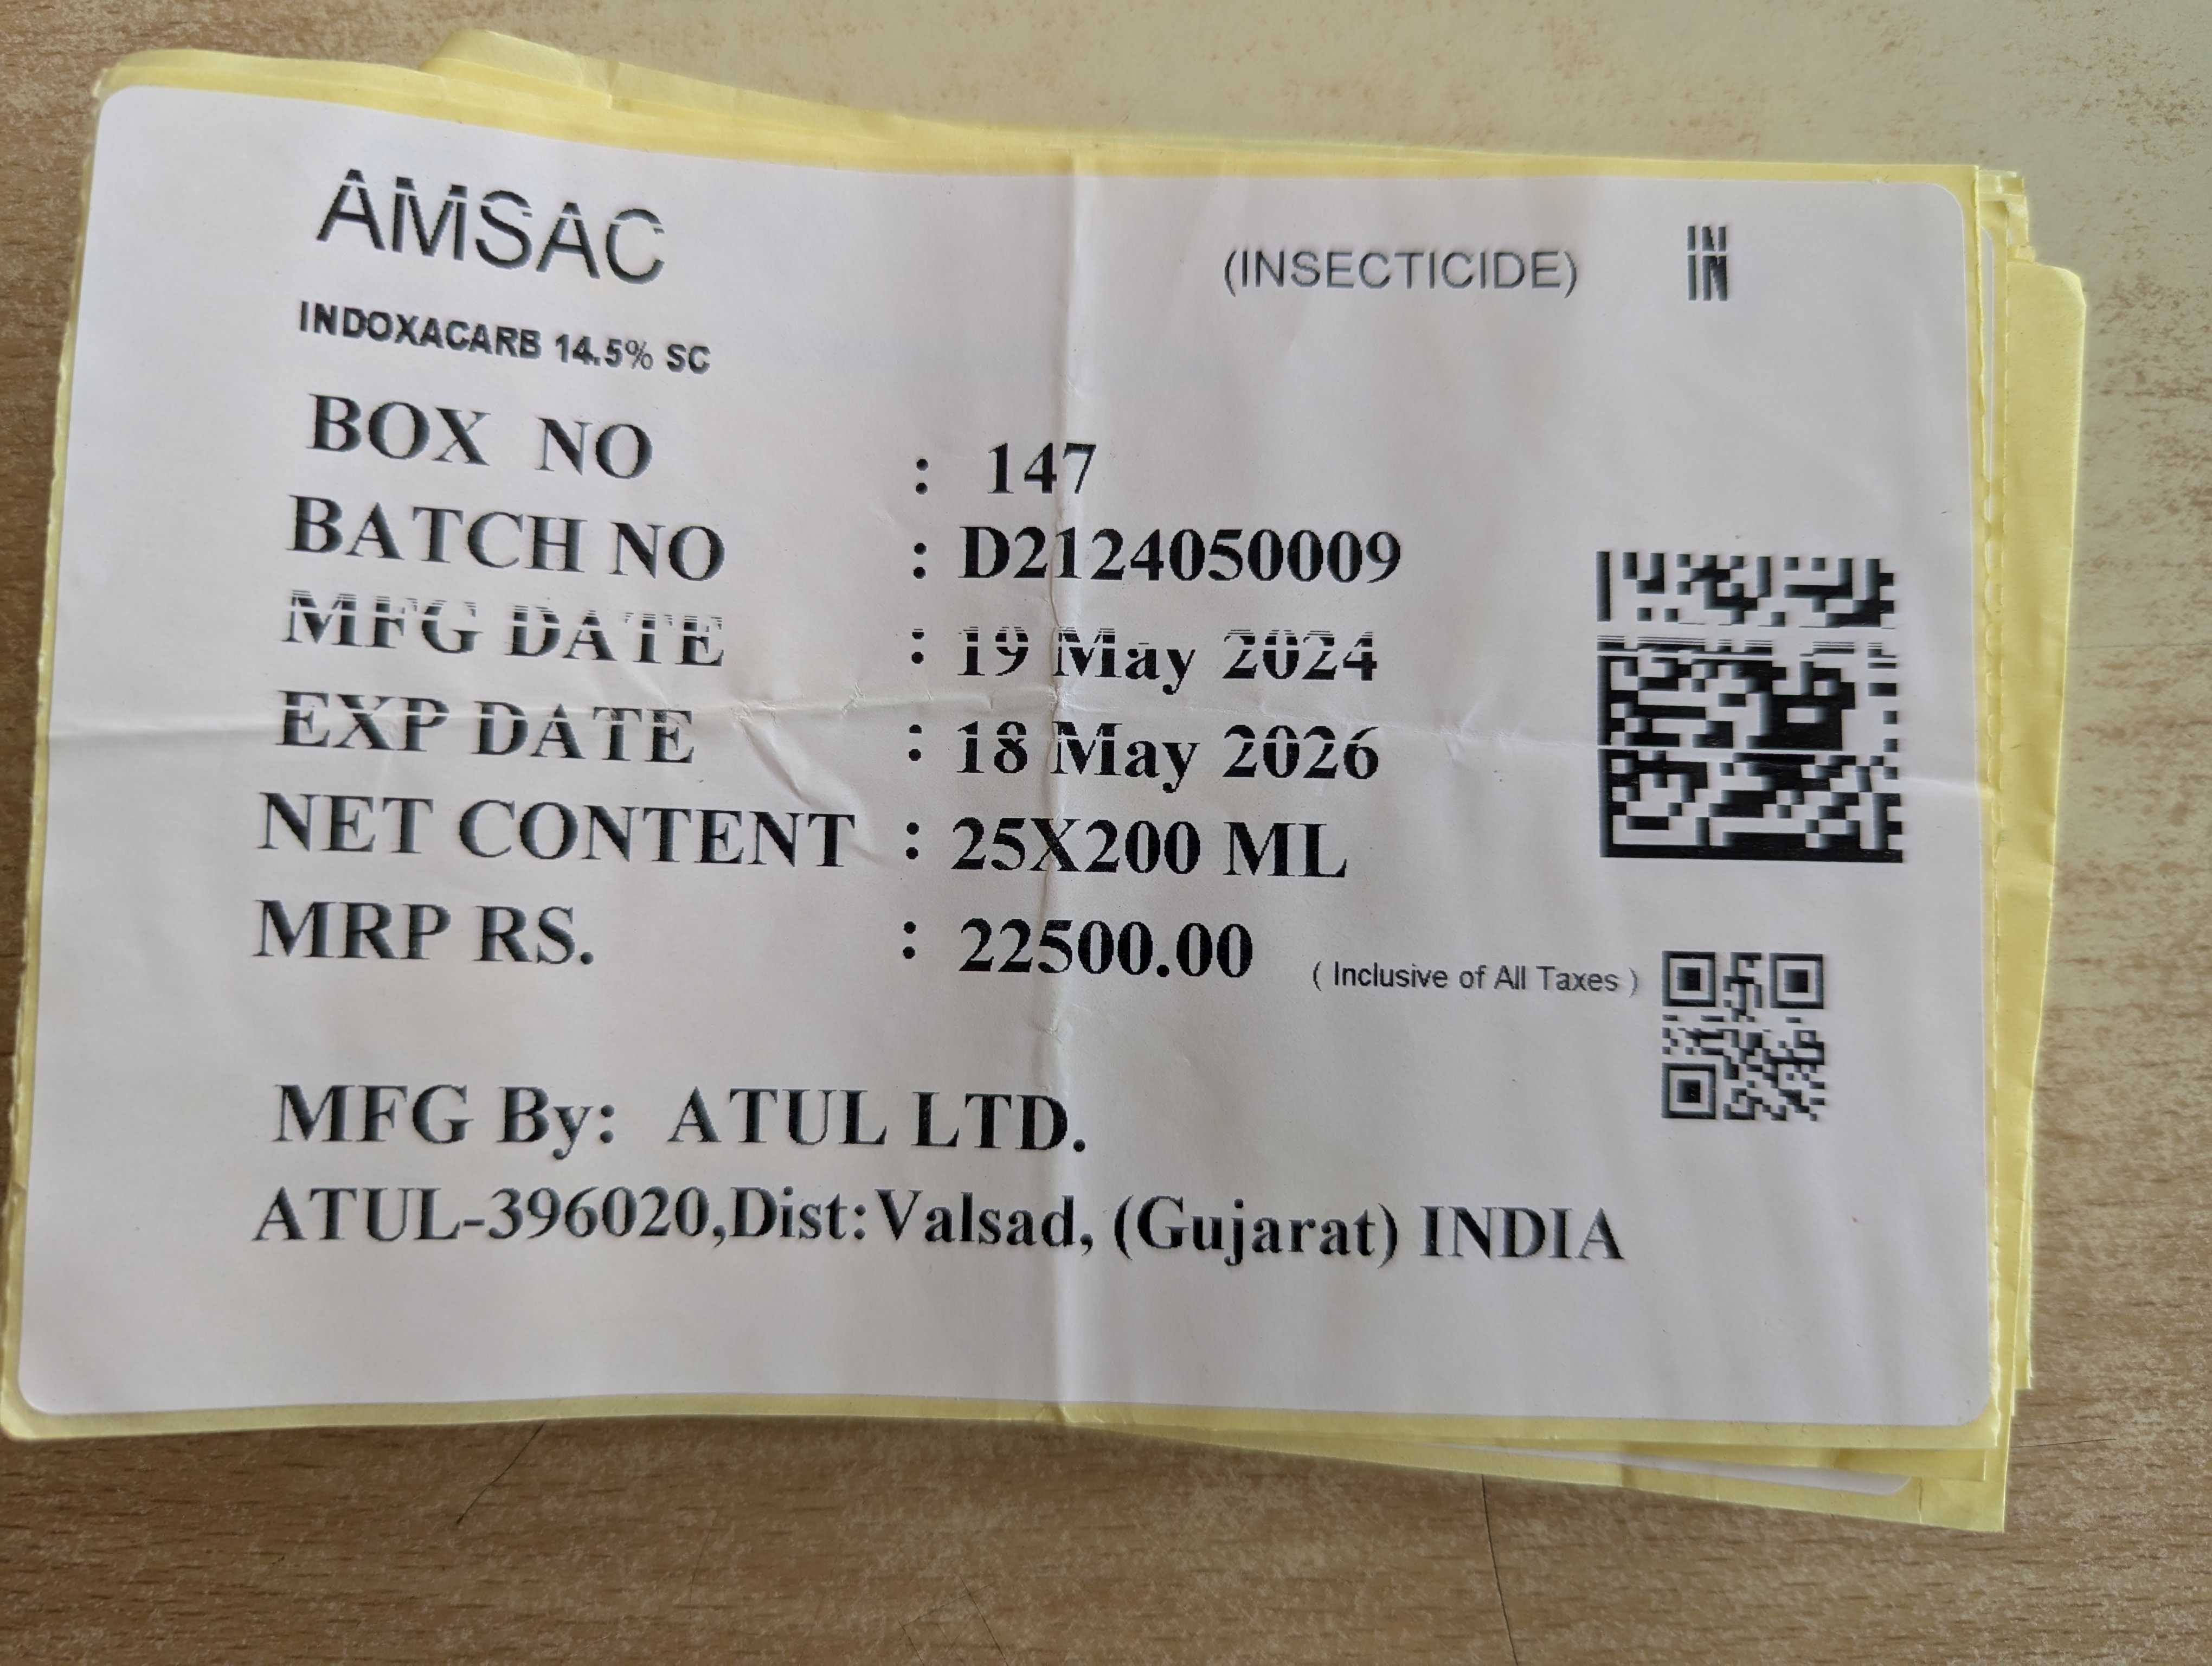 AMSAC
(INSECTICIDE) IN
INDOXACARB 14.5% SC
BOX NO : 147
BATCH NO : D2124050009
MFG DATE : 19 May 2024
EXP DATE : 18 May 2026
NET CONTENT : 25X200 ML
MRP RS. : 22500.00 ( Inclusive of All Taxes )
MFG By: ATUL LTD.
ATUL-396020,Dist:Valsad, (Gujarat) INDIA